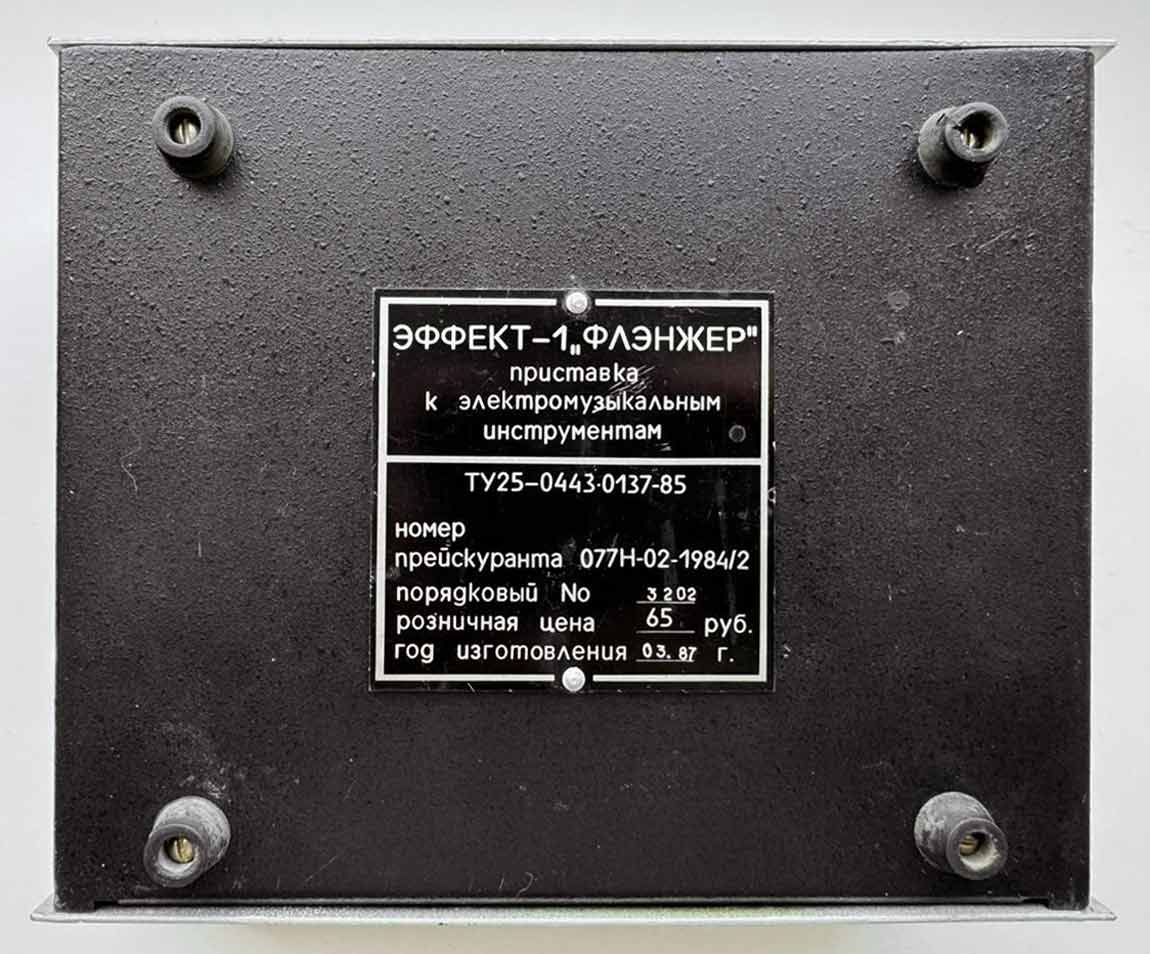 ЭФФЕКТ-1 „ФЛЭНЖЕР"
приставка
к электромузыкальным
инструментам
ТУ25-0443·0137-85
номер
прейскуранта 077Н-02-1984/2
порядковый No 3202
розничная цена 65 руб.
год изготовления 03.87 г.